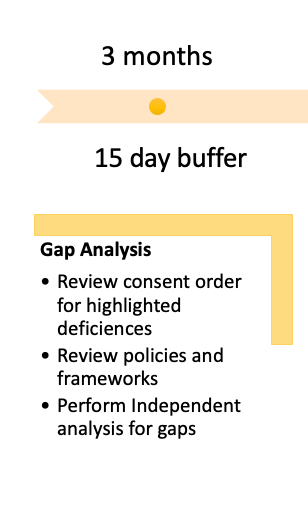 3 months
15 day buffer
Gap Analysis
• Review consent order
for highlighted
deficiences
• Review policies and
frameworks
• Perform Independent
analysis for gaps